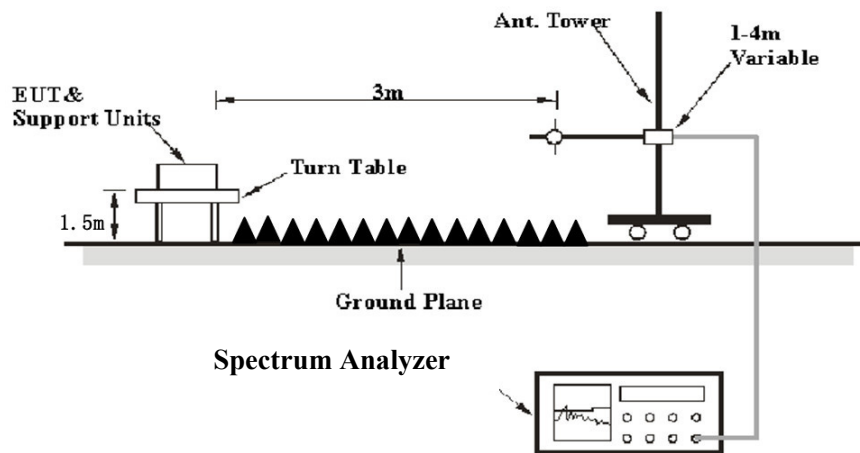 Ant. Tower
1-4m
Variable
3m
EUT&
Support Units
Turn Table
1.5m
Ground Plane
Spectrum Analyzer